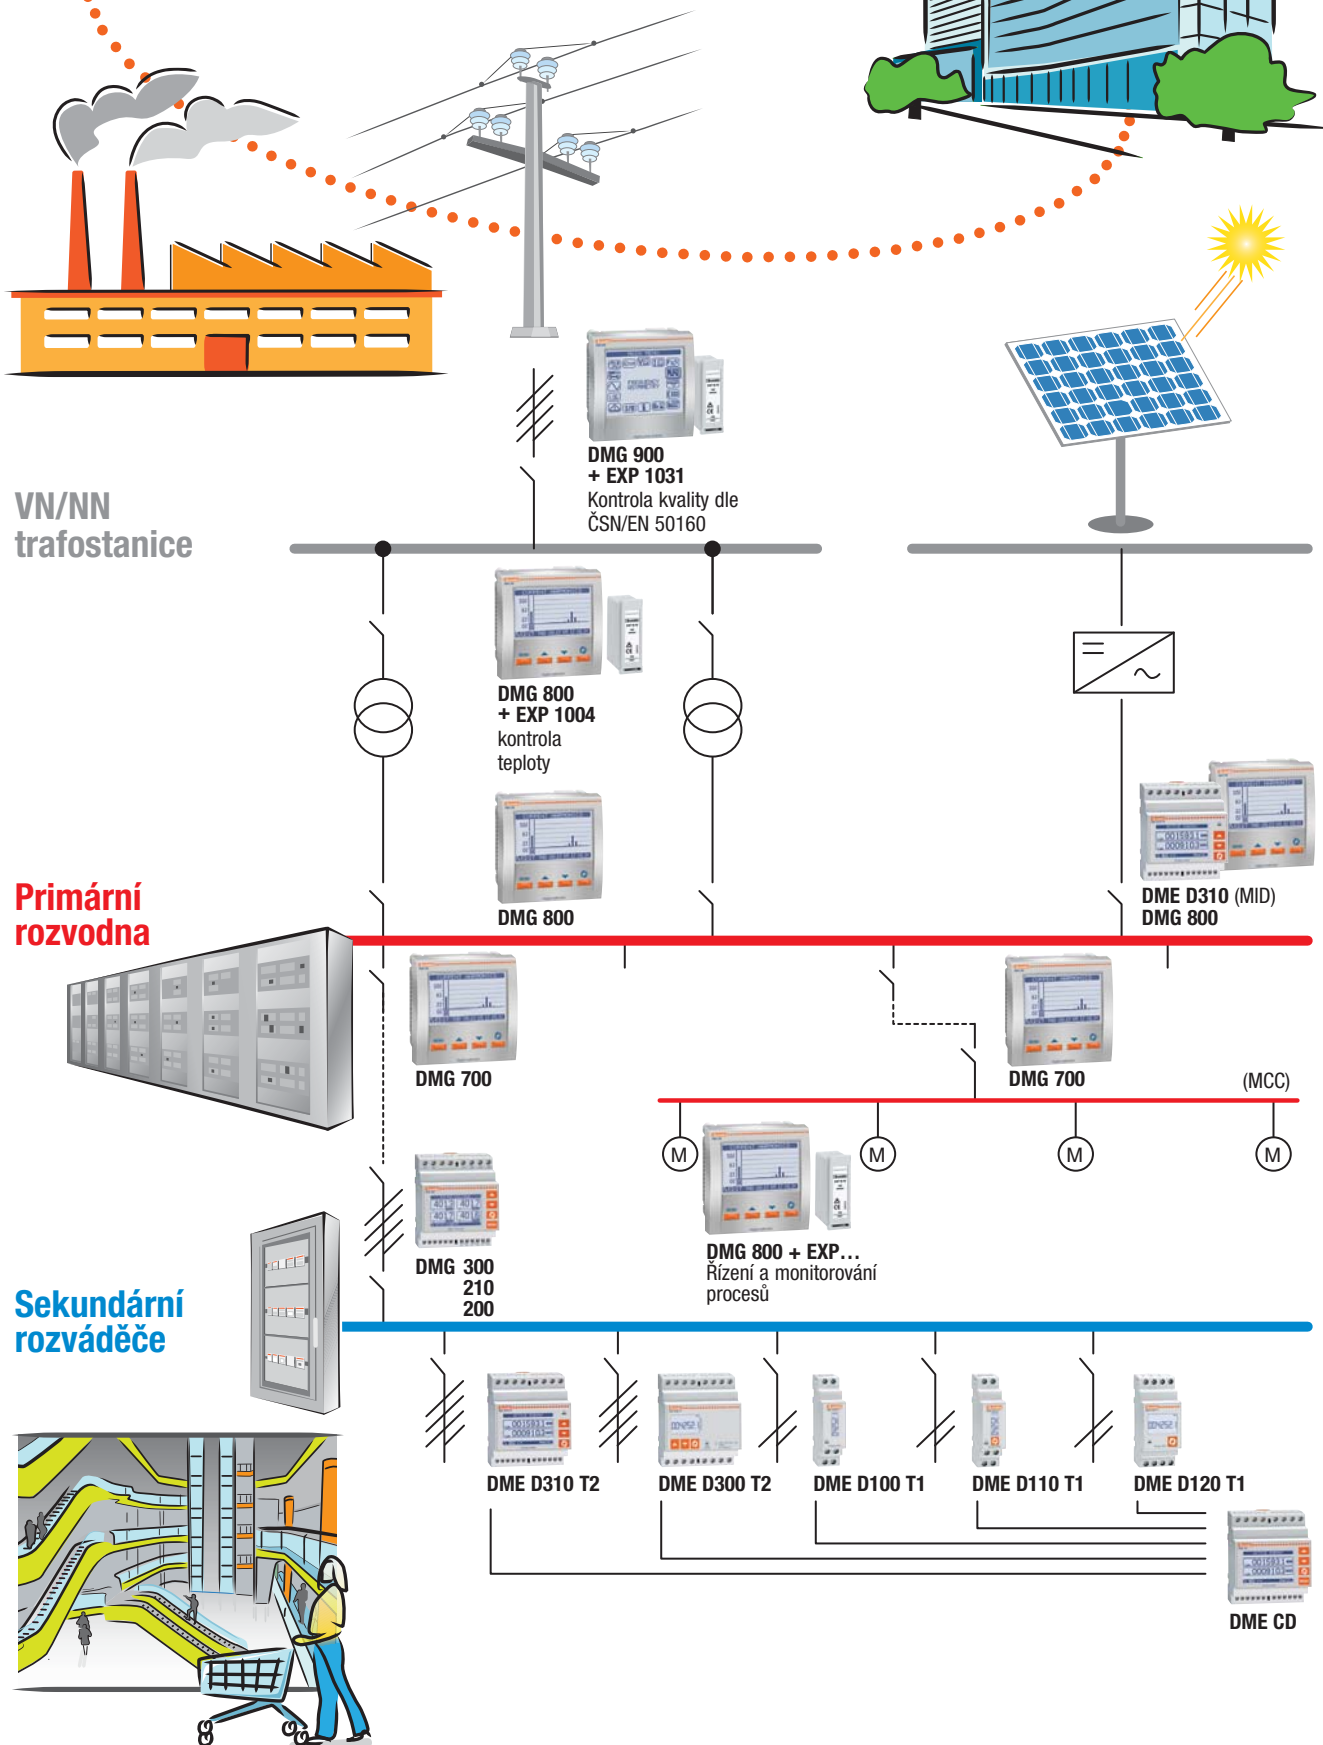 DMG 900
+ EXP 1031
Kontrola kvality dle
ČSN/EN 50160
VN/NN
trafostanice
DMG 800
+ EXP 1004
kontrola
teploty
DMG 800
DME D310 (MID)
DMG 800
Primární
rozvodna
DMG 700
DMG 700
(MCC)
M
M
M
M
DMG 300
210
200
DMG 800 + EXP…
Řízení a monitorování
procesů
Sekundární
rozváděče
DME D310 T2
DME D300 T2
DME D100 T1
DME D110 T1
DME D120 T1
DME CD